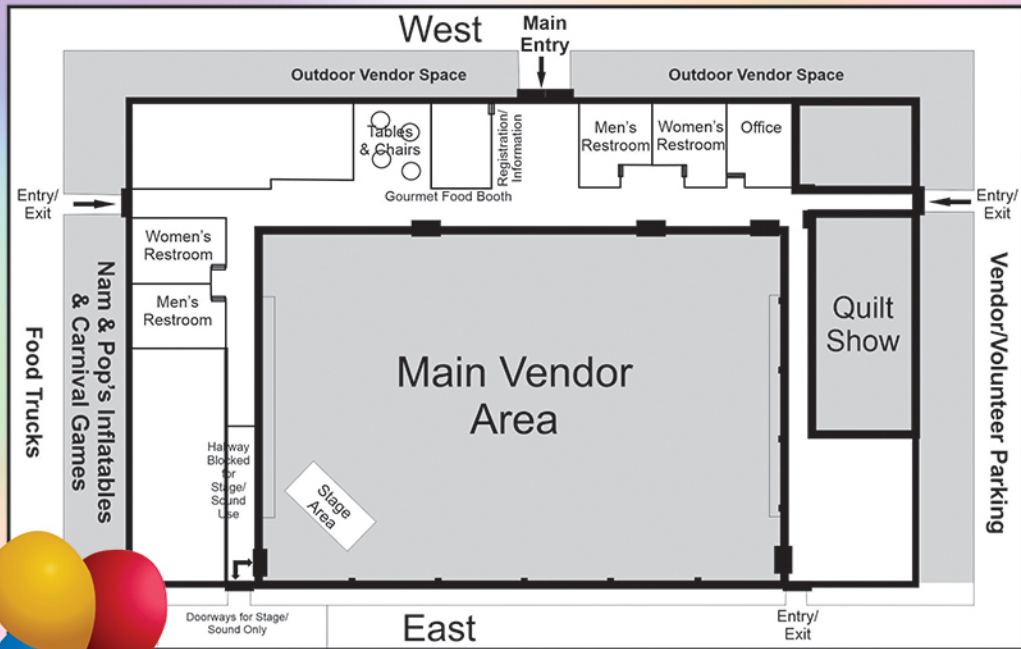 West
Main
Entry
Outdoor Vendor Space
Outdoor Vendor Space
Tables
& Chairs
Registration/
Information
Men's
Restroom
Women's
Restroom
Office
Gourmet Food Booth
Entry/
Exit
Entry/
Exit
Women's
Restroom
Men's
Restroom
Nam & Pop's Inflatables
& Carnival Games
Food Trucks
Main Vendor
Area
Quilt
Show
Vendor/Volunteer Parking
Hallway
Blocked
for
Stage/
Sound
Use
Stage
Area
Doorways for Stage/
Sound Only
East
Entry/
Exit